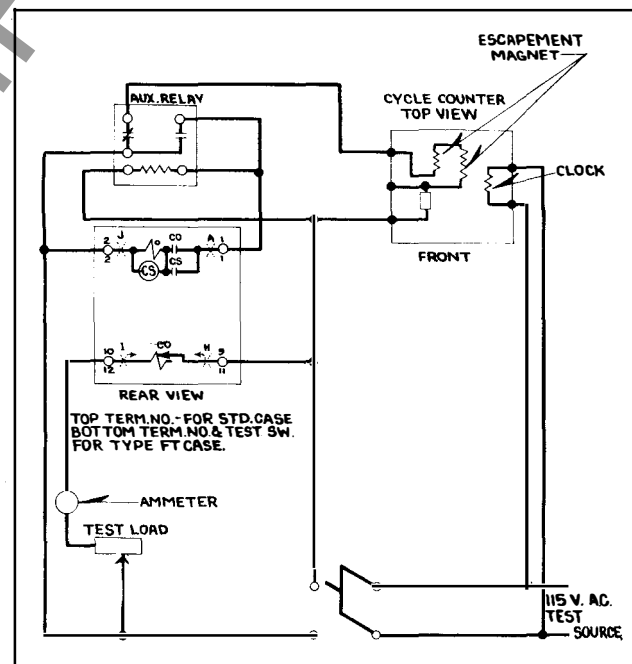 ESCAPEMENT
MAGNET
AUX. RELAY
CYCLE COUNTER
TOP VIEW
CLOCK
FRONT
2 J CO A 1
2 CS CS 1
10 I CO H 9
12 11
REAR VIEW
TOP TERM. NO. - FOR STD. CASE
BOTTOM TERM. NO. & TEST SW.
FOR TYPE FT CASE.
AMMETER
TEST LOAD
115 V. A.C.
TEST
SOURCE